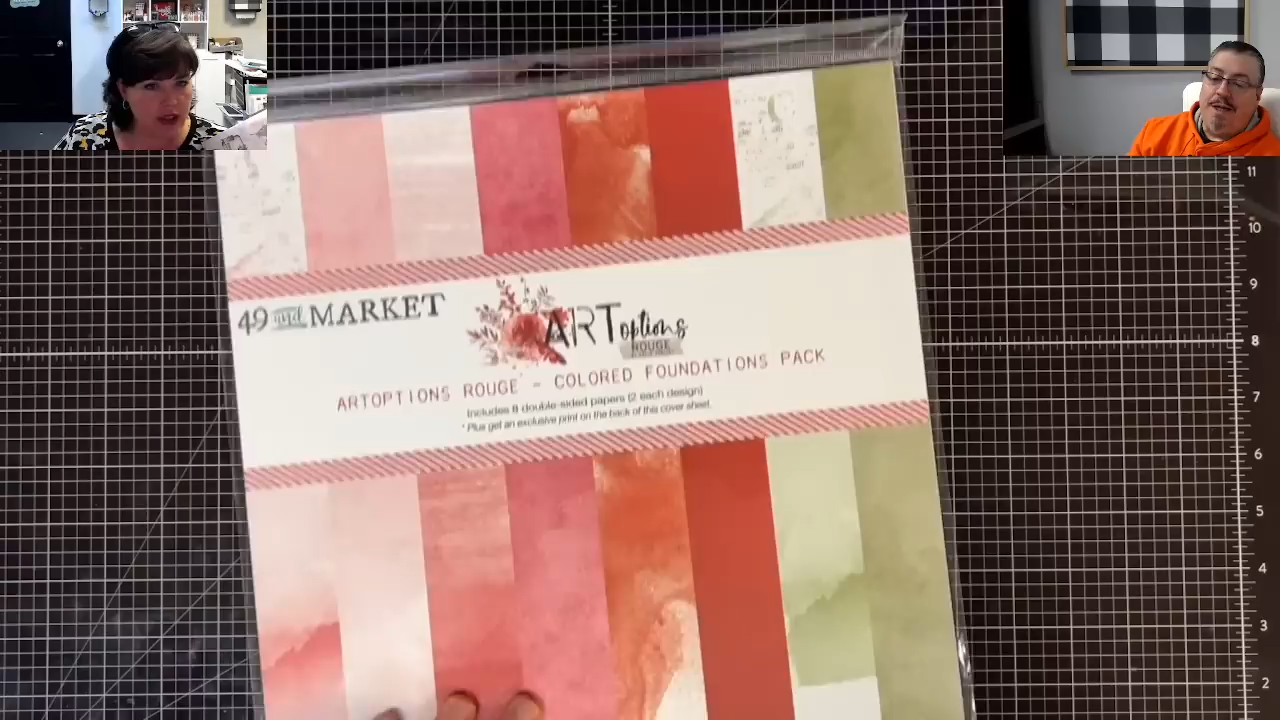 49 and MARKET
ARToptions
ROUGE
ARTOPTIONS ROUGE - COLORED FOUNDATIONS PACK
Includes 8 double-sided papers (2 each design)
* Plus get an exclusive print on the back of this cover sheet.
11
10
9
8
7
6
5
4
3
2